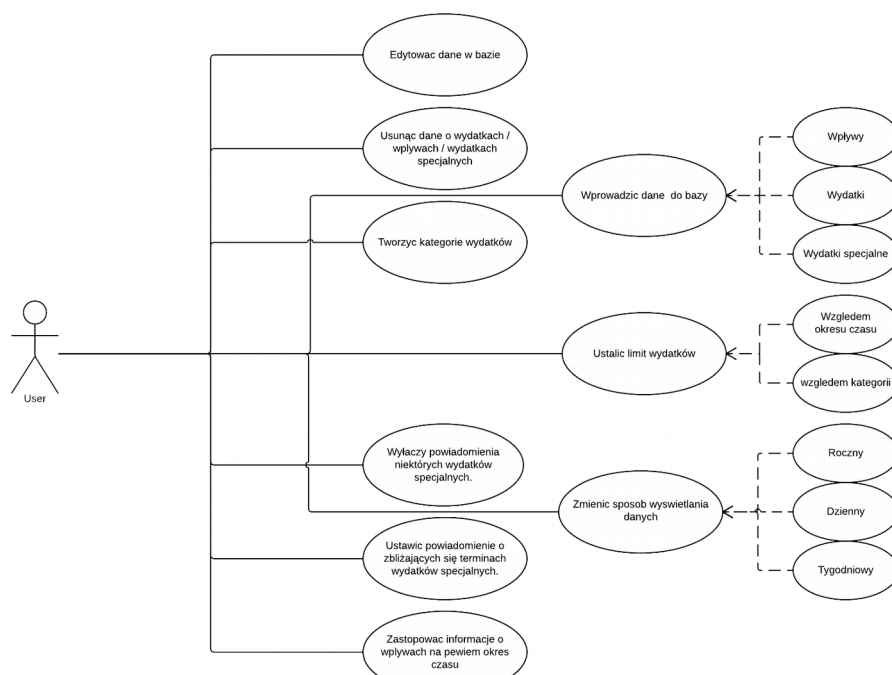 Edytowac dane w bazie
Usunąc dane o wydatkach /
wplywach / wydatkach
specjalnych
Tworzyc kategorie wydatków
Wprowadzic dane do bazy
Wpływy
Wydatki
Wydatki specjalne
User
Ustalic limit wydatków
Wzgledem
okresu czasu
wzgledem kategorii
Wyłaczy powiadomienia
niektórych wydatków
specjalnych.
Zmienic sposob wyswietlania
danych
Roczny
Dzienny
Tygodniowy
Ustawic powiadomienie o
zbliżających się terminach
wydatków specjalnych.
Zastopowac informacje o
wplywach na pewiem okres
czasu